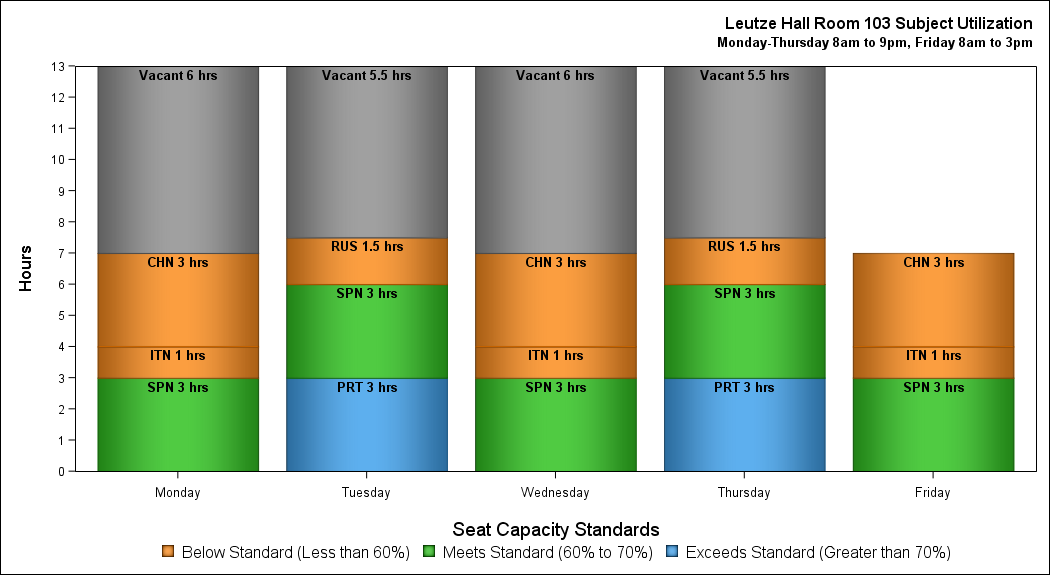 Leutze Hall Room 103 Subject Utilization
Monday-Thursday 8am to 9pm, Friday 8am to 3pm
Hours
13
12
11
10
9
8
7
6
5
4
3
2
1
0
Vacant 6 hrs
CHN 3 hrs
ITN 1 hrs
SPN 3 hrs
Vacant 5.5 hrs
RUS 1.5 hrs
SPN 3 hrs
PRT 3 hrs
Vacant 6 hrs
CHN 3 hrs
ITN 1 hrs
SPN 3 hrs
Vacant 5.5 hrs
RUS 1.5 hrs
SPN 3 hrs
PRT 3 hrs
CHN 3 hrs
ITN 1 hrs
SPN 3 hrs
Monday Tuesday Wednesday Thursday Friday
Seat Capacity Standards
Below Standard (Less than 60%) Meets Standard (60% to 70%) Exceeds Standard (Greater than 70%)